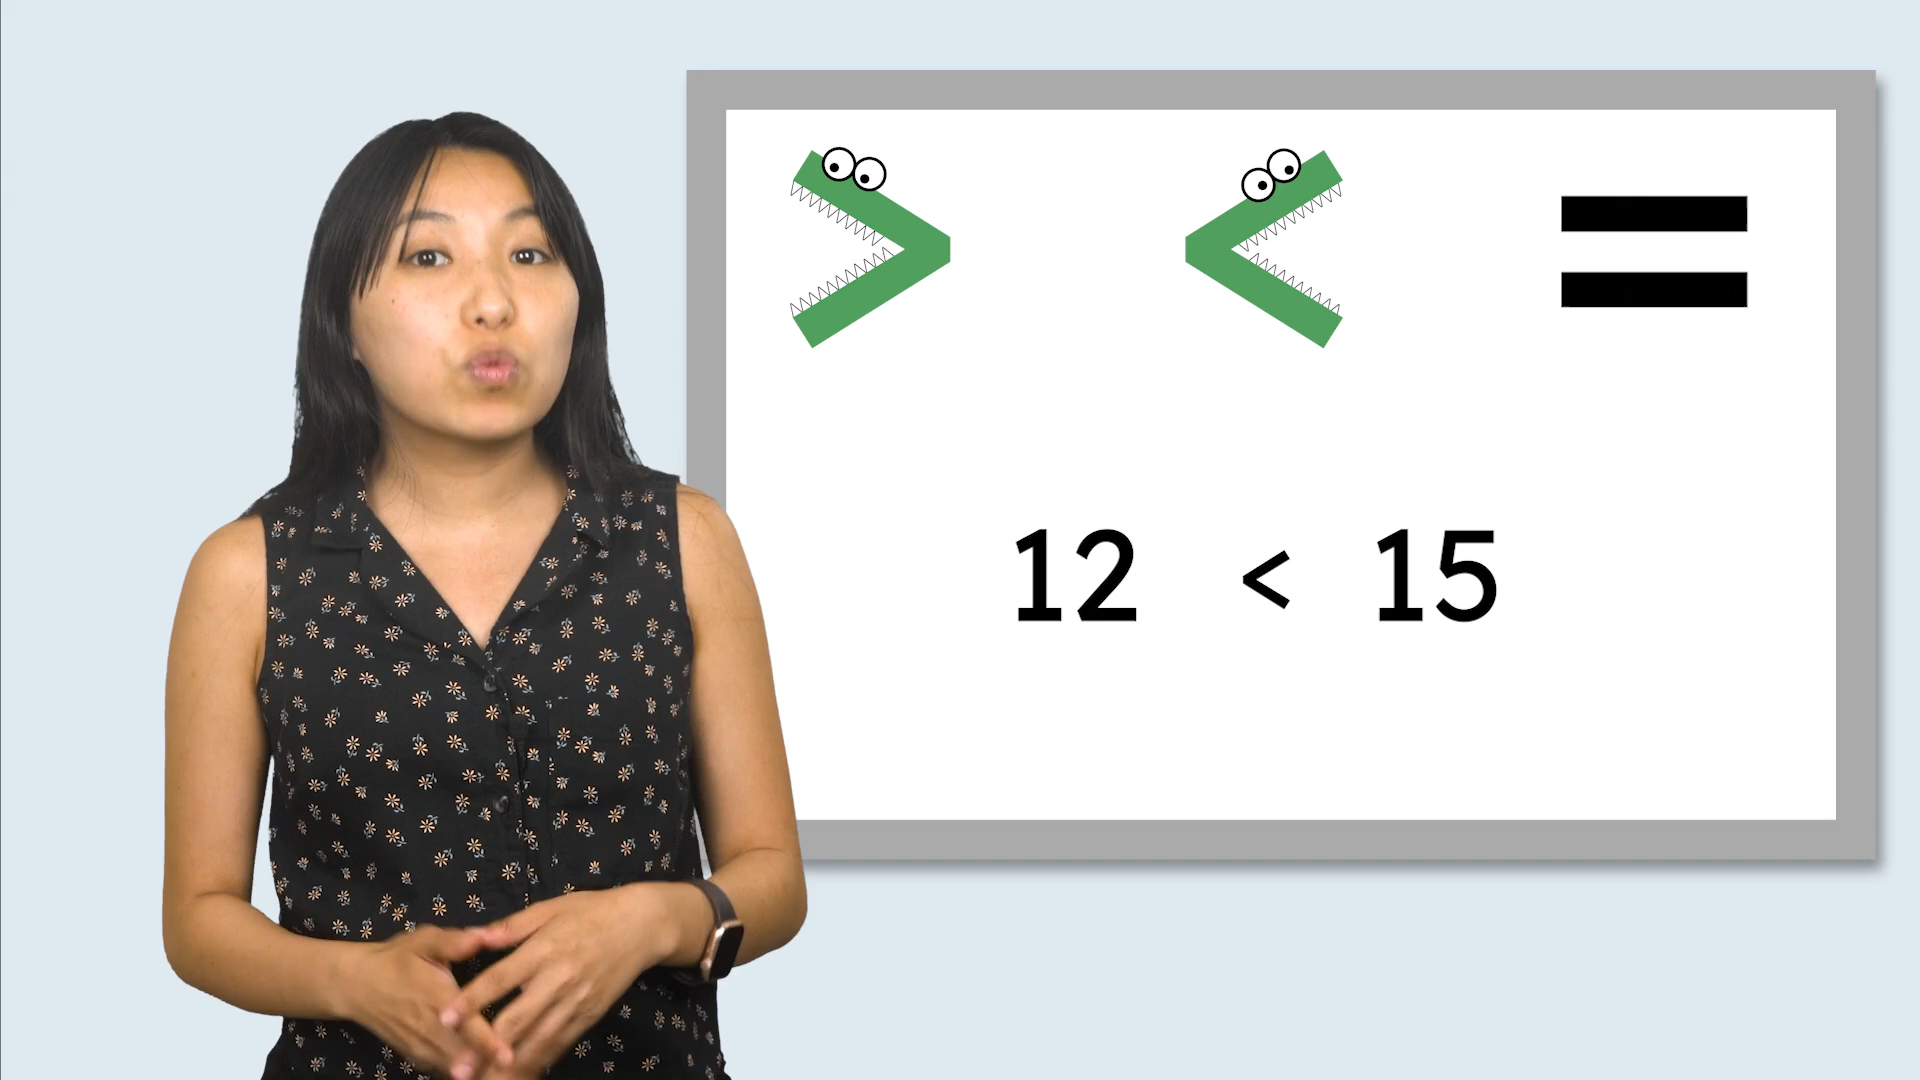 > < =
12 < 15